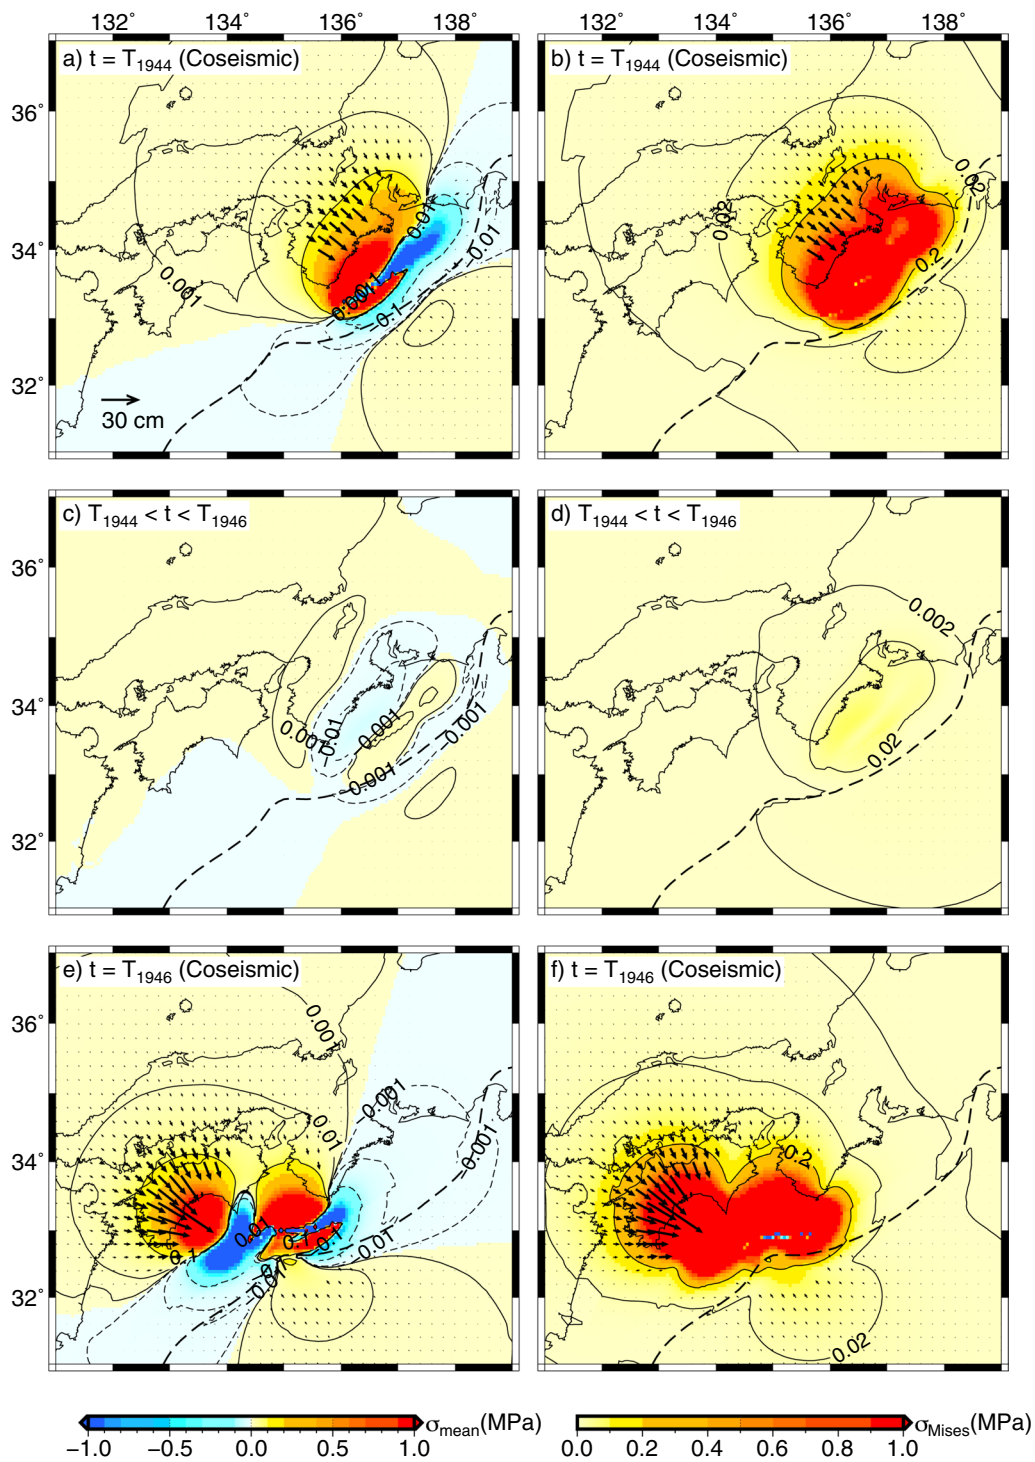 132° 134° 136° 138° 132° 134° 136° 138°
a) t = T1944 (Coseismic)
b) t = T1944 (Coseismic)
36°
34°
32°
0.001
0.01
0.01
−0.1
0.2
0.02
0.02
30 cm
c) T1944 < t < T1946
d) T1944 < t < T1946
36°
34°
32°
0.001
−0.01
0.001
−0.001
−0.001
0.002
0.02
e) t = T1946 (Coseismic)
f) t = T1946 (Coseismic)
36°
34°
32°
0.001
0.01
−0.001
−0.001
0.01
0.1
−0.1
0.1
−0.01
−0.01
0.2
0.02
σmean(MPa)
−1.0 −0.5 0.0 0.5 1.0
σMises(MPa)
0.0 0.2 0.4 0.6 0.8 1.0